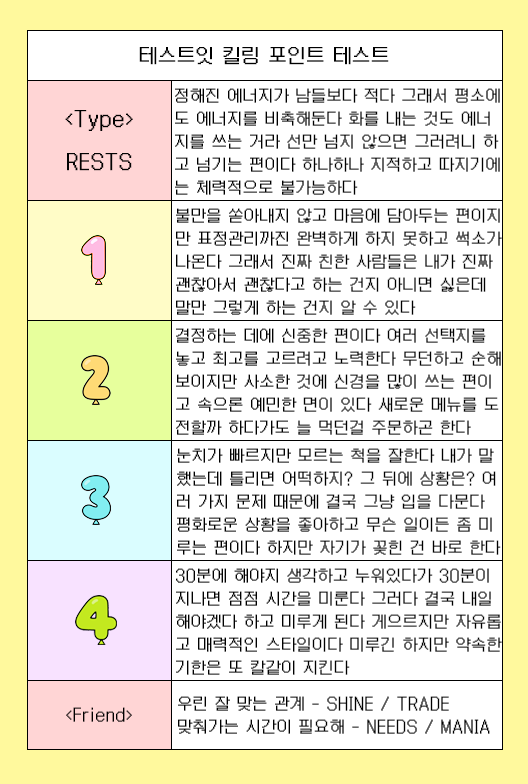 테스트잇 킬링 포인트 테스트
<Type>
RESTS
정해진 에너지가 남들보다 적다 그래서 평소에
도 에너지를 비축해둔다 화를 내는 것도 에너
지를 쓰는 거라 선만 넘지 않으면 그러려니 하
고 넘기는 편이다 하나하나 지적하고 따지기에
는 체력적으로 불가능하다
1
불만을 쏟아내지 않고 마음에 담아두는 편이지
만 표정관리까진 완벽하게 하지 못하고 썩소가
나온다 그래서 진짜 친한 사람들은 내가 진짜
괜찮아서 괜찮다고 하는 건지 아니면 싫은데
말만 그렇게 하는 건지 알 수 있다
2
결정하는 데에 신중한 편이다 여러 선택지를
놓고 최고를 고르려고 노력한다 무던하고 순해
보이지만 사소한 것에 신경을 많이 쓰는 편이
고 속으론 예민한 면이 있다 새로운 메뉴를 도
전할까 하다가도 늘 먹던걸 주문하곤 한다
3
눈치가 빠르지만 모르는 척을 잘한다 내가 말
했는데 틀리면 어떡하지? 그 뒤에 상황은? 여
러 가지 문제 때문에 결국 그냥 입을 다문다
평화로운 상황을 좋아하고 무슨 일이든 좀 미
루는 편이다 하지만 자기가 꽂힌 건 바로 한다
4
30분에 해야지 생각하고 누워있다가 30분이
지나면 점점 시간을 미룬다 그러다 결국 내일
해야겠다 하고 미루게 된다 게으르지만 자유롭
고 매력적인 스타일이다 미루긴 하지만 약속한
기한은 또 칼같이 지킨다
<Friend>
우린 잘 맞는 관계 - SHINE / TRADE
맞춰가는 시간이 필요해 - NEEDS / MANIA